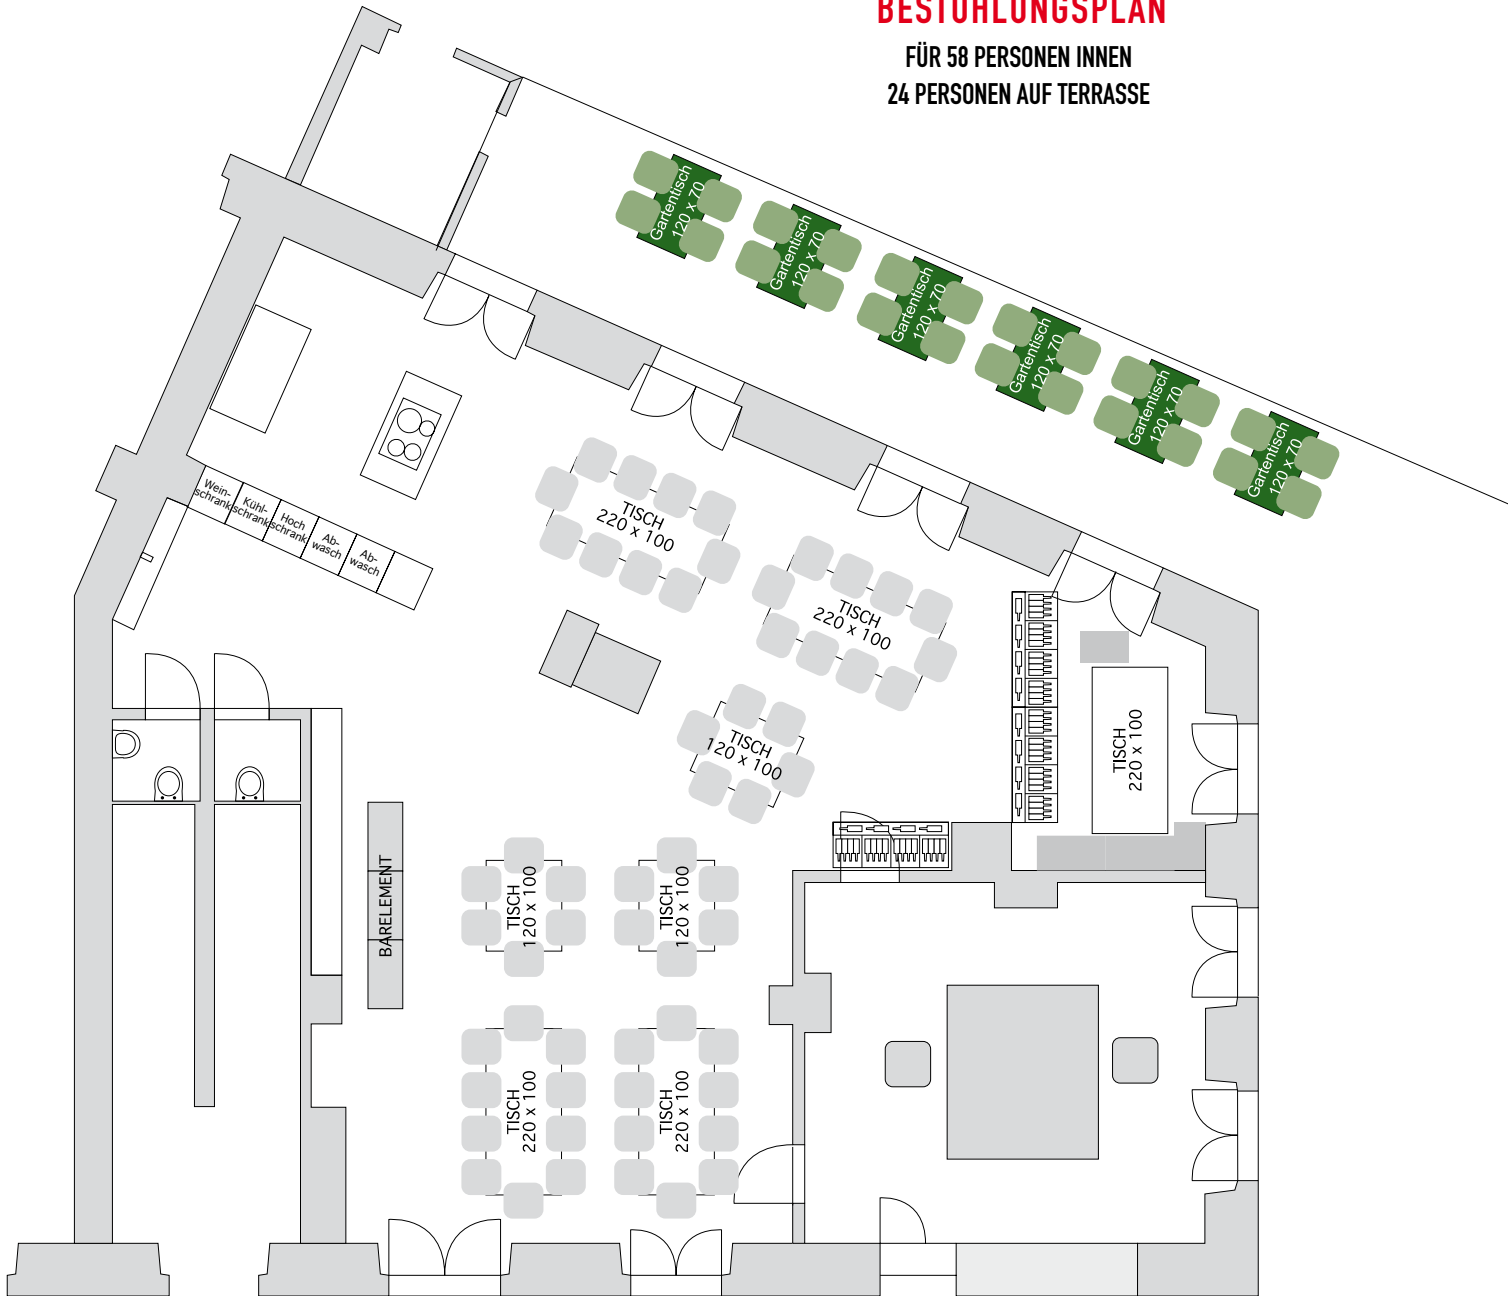 BESTUHLUNGSPLAN
FÜR 58 PERSONEN INNEN
24 PERSONEN AUF TERRASSE
Gartentisch
120 x 70
Gartentisch
120 x 70
Gartentisch
120 x 70
Gartentisch
120 x 70
Gartentisch
120 x 70
Gartentisch
120 x 70
Wein-
schrank
Kühl-
schrank
Hoch
schrank
Ab-
wasch
Ab-
wasch
TISCH
220 x 100
TISCH
220 x 100
TISCH
120 x 100
TISCH
220 x 100
BARELEMENT
TISCH
120 x 100
TISCH
120 x 100
TISCH
220 x 100
TISCH
220 x 100